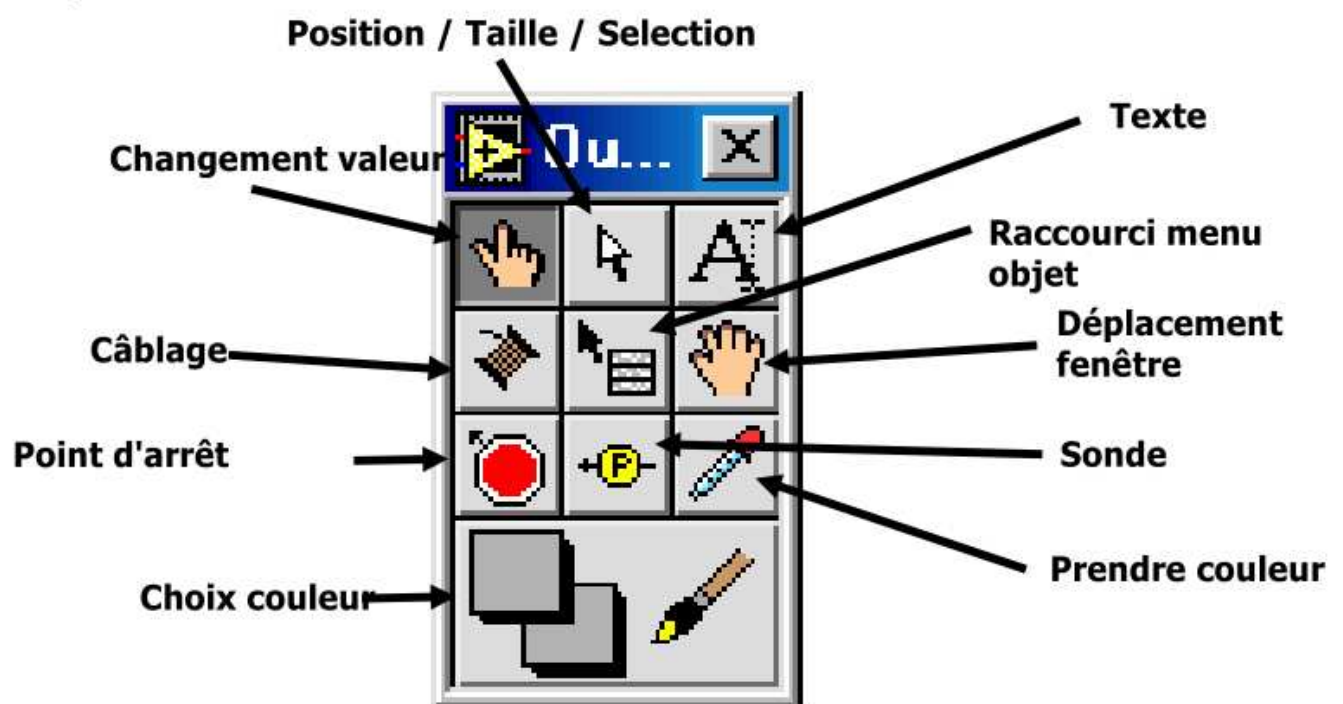 Position / Taille / Selection
Texte
Changement valeur
Ou...
Raccourci menu
objet
Câblage
Déplacement
fenêtre
Point d'arrêt
P
Sonde
Choix couleur
Prendre couleur